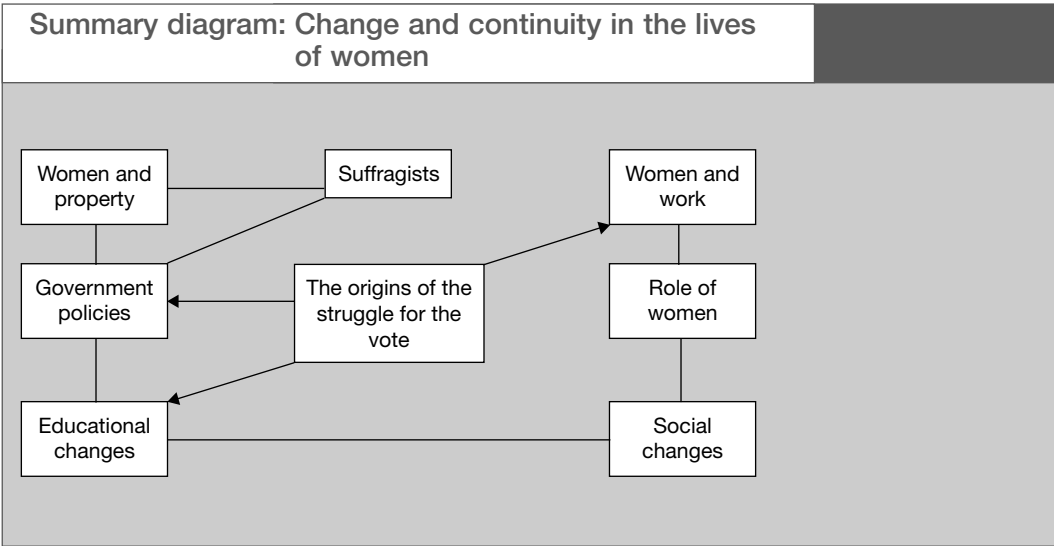 Summary diagram: Change and continuity in the lives
of women
Women and
property
Suffragists
Women and
work
Government
policies
The origins of the
struggle for the
vote
Role of
women
Educational
changes
Social
changes